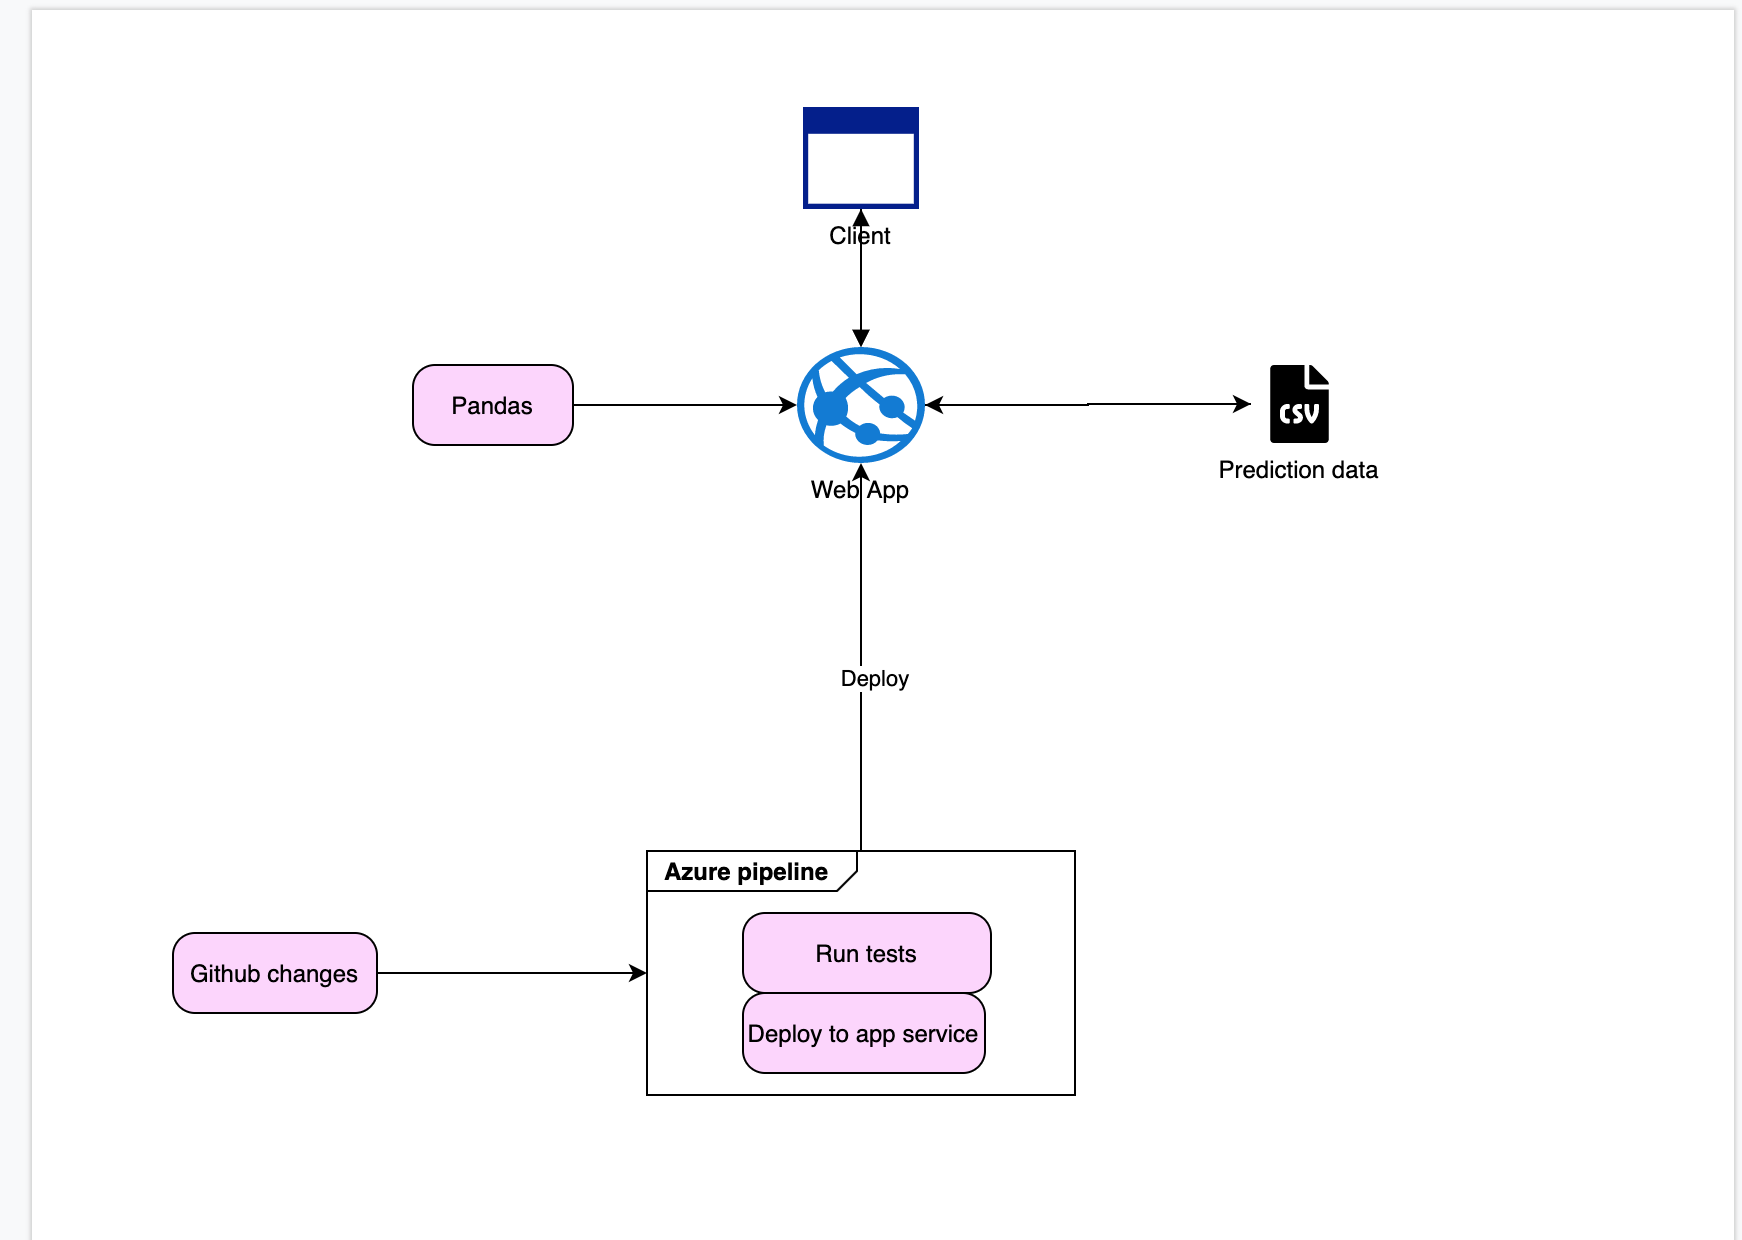 Client
Pandas
CSV
Prediction data
Web App
Deploy
Azure pipeline
Run tests
Github changes
Deploy to app service